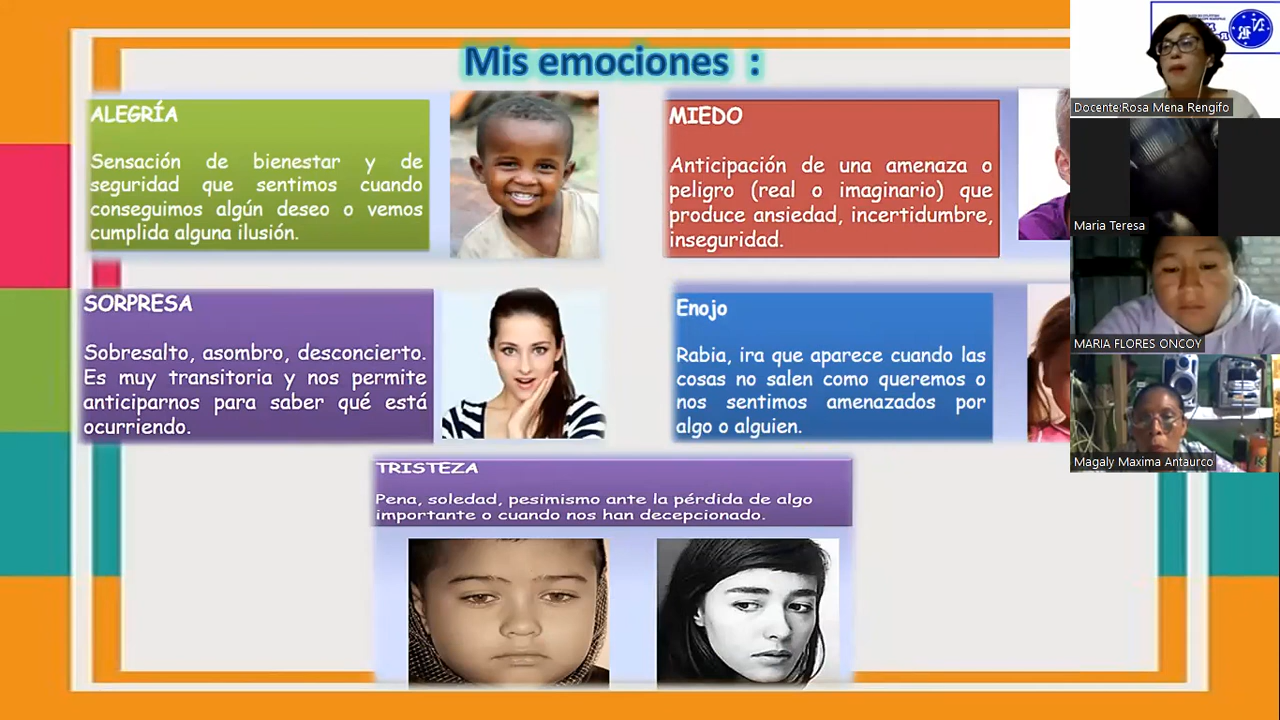 Mis emociones :
ALEGRÍA
Sensación de bienestar y de
seguridad que sentimos cuando
conseguimos algún deseo o vemos
cumplida alguna ilusión.
MIEDO
Anticipación de una amenaza o
peligro (real o imaginario) que
produce ansiedad, incertidumbre,
inseguridad.
SORPRESA
Sobresalto, asombro, desconcierto.
Es muy transitoria y nos permite
anticiparnos para saber qué está
ocurriendo.
Enojo
Rabia, ira que aparece cuando las
cosas no salen como queremos o
nos sentimos amenazados por
algo o alguien.
TRISTEZA
Pena, soledad, pesimismo ante la pérdida de algo
importante o cuando nos han decepcionado.
Docente:Rosa Mena Rengifo
Maria Teresa
MARIA FLORES ONCOY
Magaly Maxima Antaurco